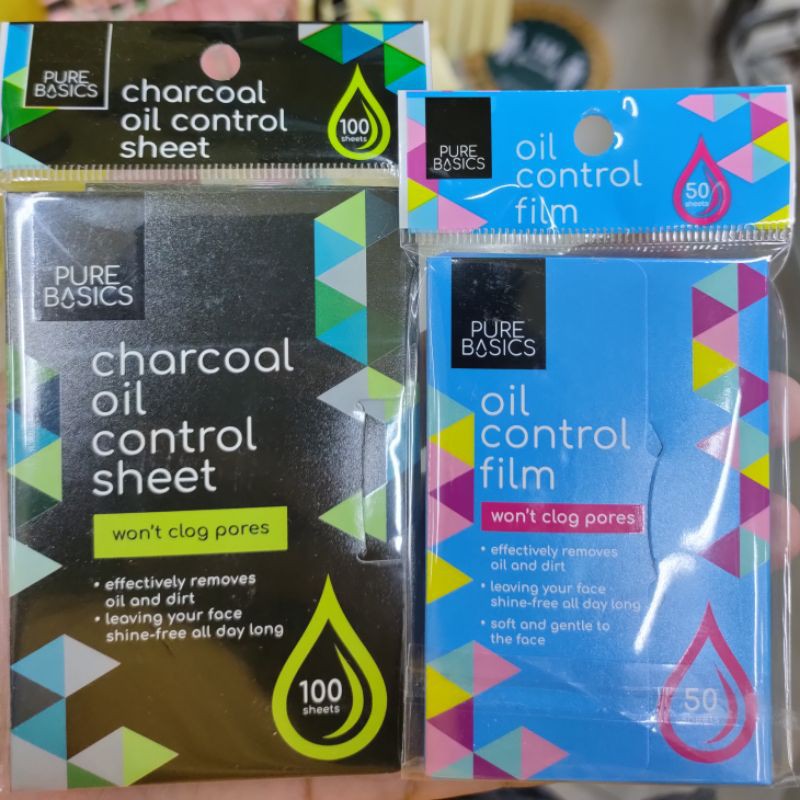 PURE
BASICS
charcoal
oil control
sheet
100
sheets
PURE
BASICS
charcoal
oil
control
sheet
won't clog pores
• effectively removes
oil and dirt
• leaving your face
shine-free all day long
100
sheets
PURE
BASICS
oil
control
film
50
sheets
PURE
BASICS
oil
control
film
won't clog pores
• effectively removes
oil and dirt
• leaving your face
shine-free all day long
• soft and gentle to
the face
50
sheets